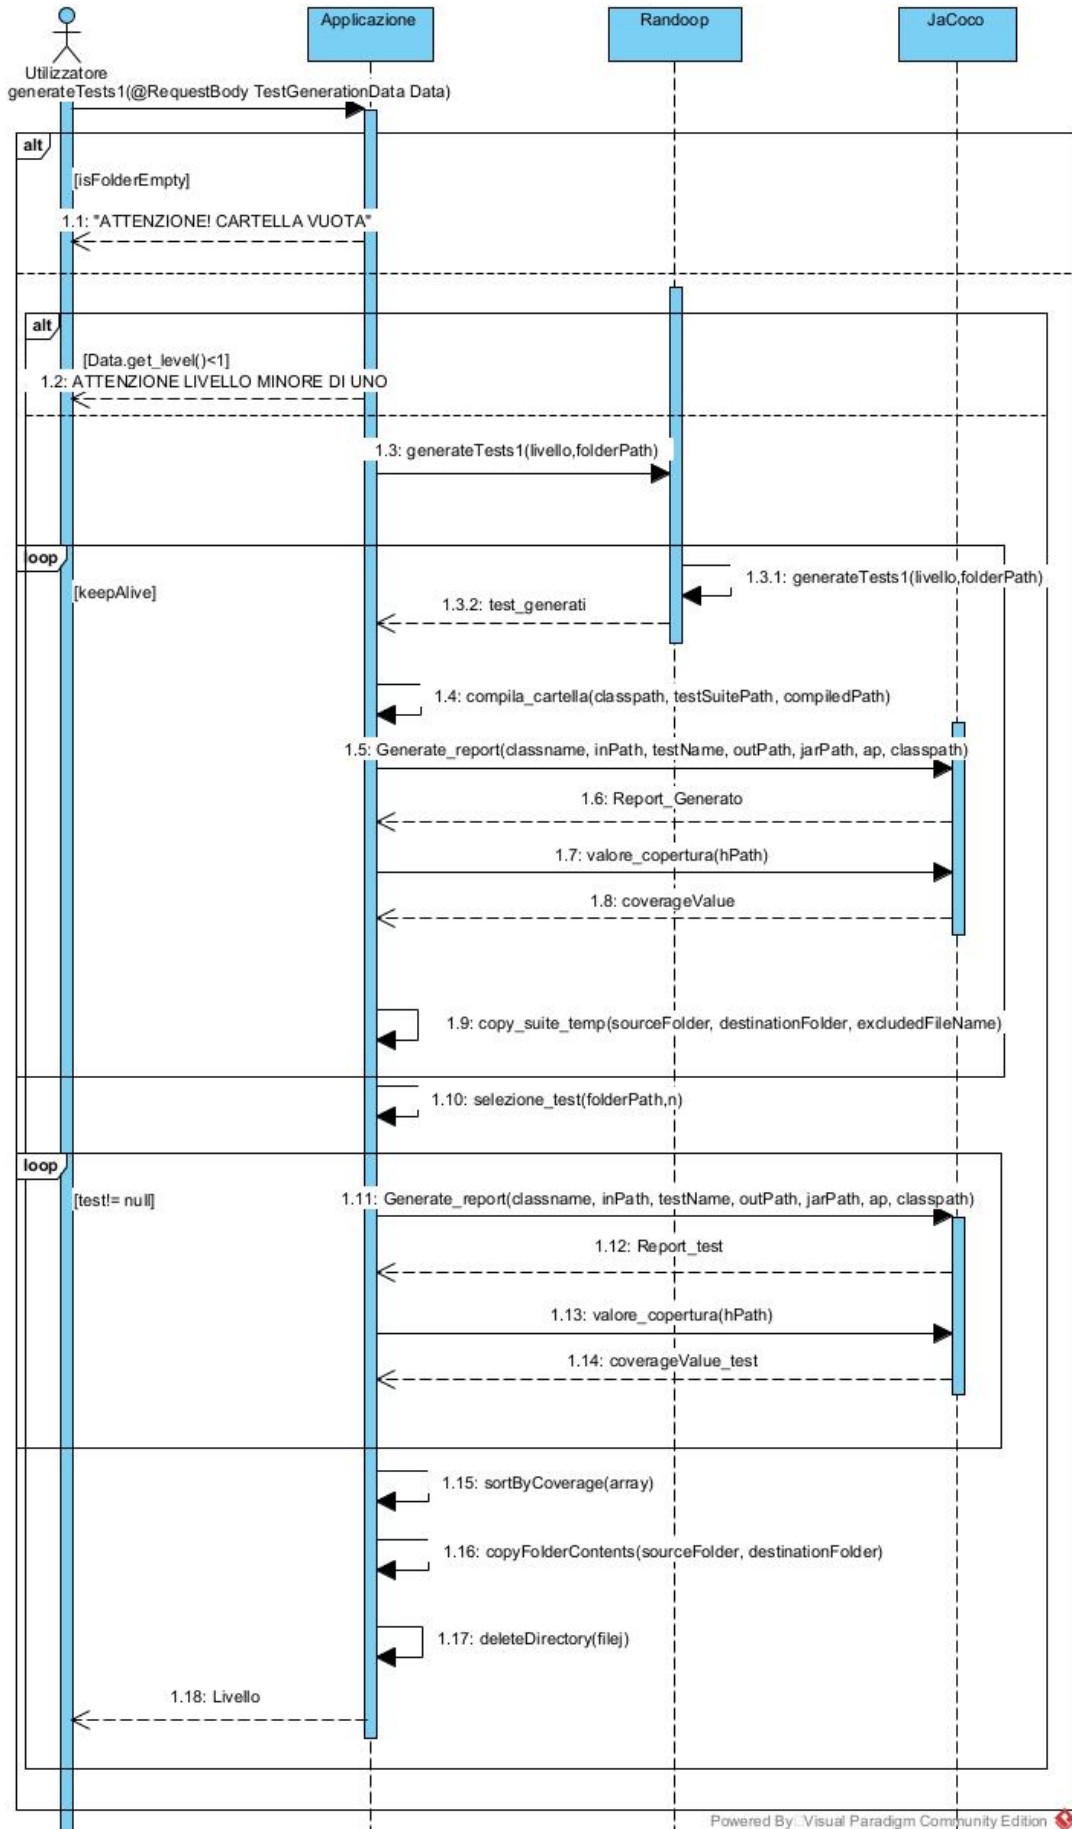 Applicazione
Randoop
JaCoco
Utilizzatore
generateTests1(@RequestBody TestGenerationData Data)
alt
[isFolderEmpty]
1.1: "ATTENZIONE! CARTELLA VUOTA"
alt
[Data.get_level()<1]
1.2: ATTENZIONE LIVELLO MINORE DI UNO
1.3: generateTests1(livello,folderPath)
loop
[keepAlive]
1.3.1: generateTests1(livello,folderPath)
1.3.2: test_generati
1.4: compila_cartella(classpath, testSuitePath, compiledPath)
1.5: Generate_report(classname, inPath, testName, outPath, jarPath, ap, classpath)
1.6: Report_Generato
1.7: valore_copertura(hPath)
1.8: coverageValue
1.9: copy_suite_temp(sourceFolder, destinationFolder, excludedFileName)
1.10: selezione_test(folderPath,n)
loop
[test!= null]
1.11: Generate_report(classname, inPath, testName, outPath, jarPath, ap, classpath)
1.12: Report_test
1.13: valore_copertura(hPath)
1.14: coverageValue_test
1.15: sortByCoverage(array)
1.16: copyFolderContents(sourceFolder, destinationFolder)
1.17: deleteDirectory(filej)
1.18: Livello
Powered By Visual Paradigm Community Edition